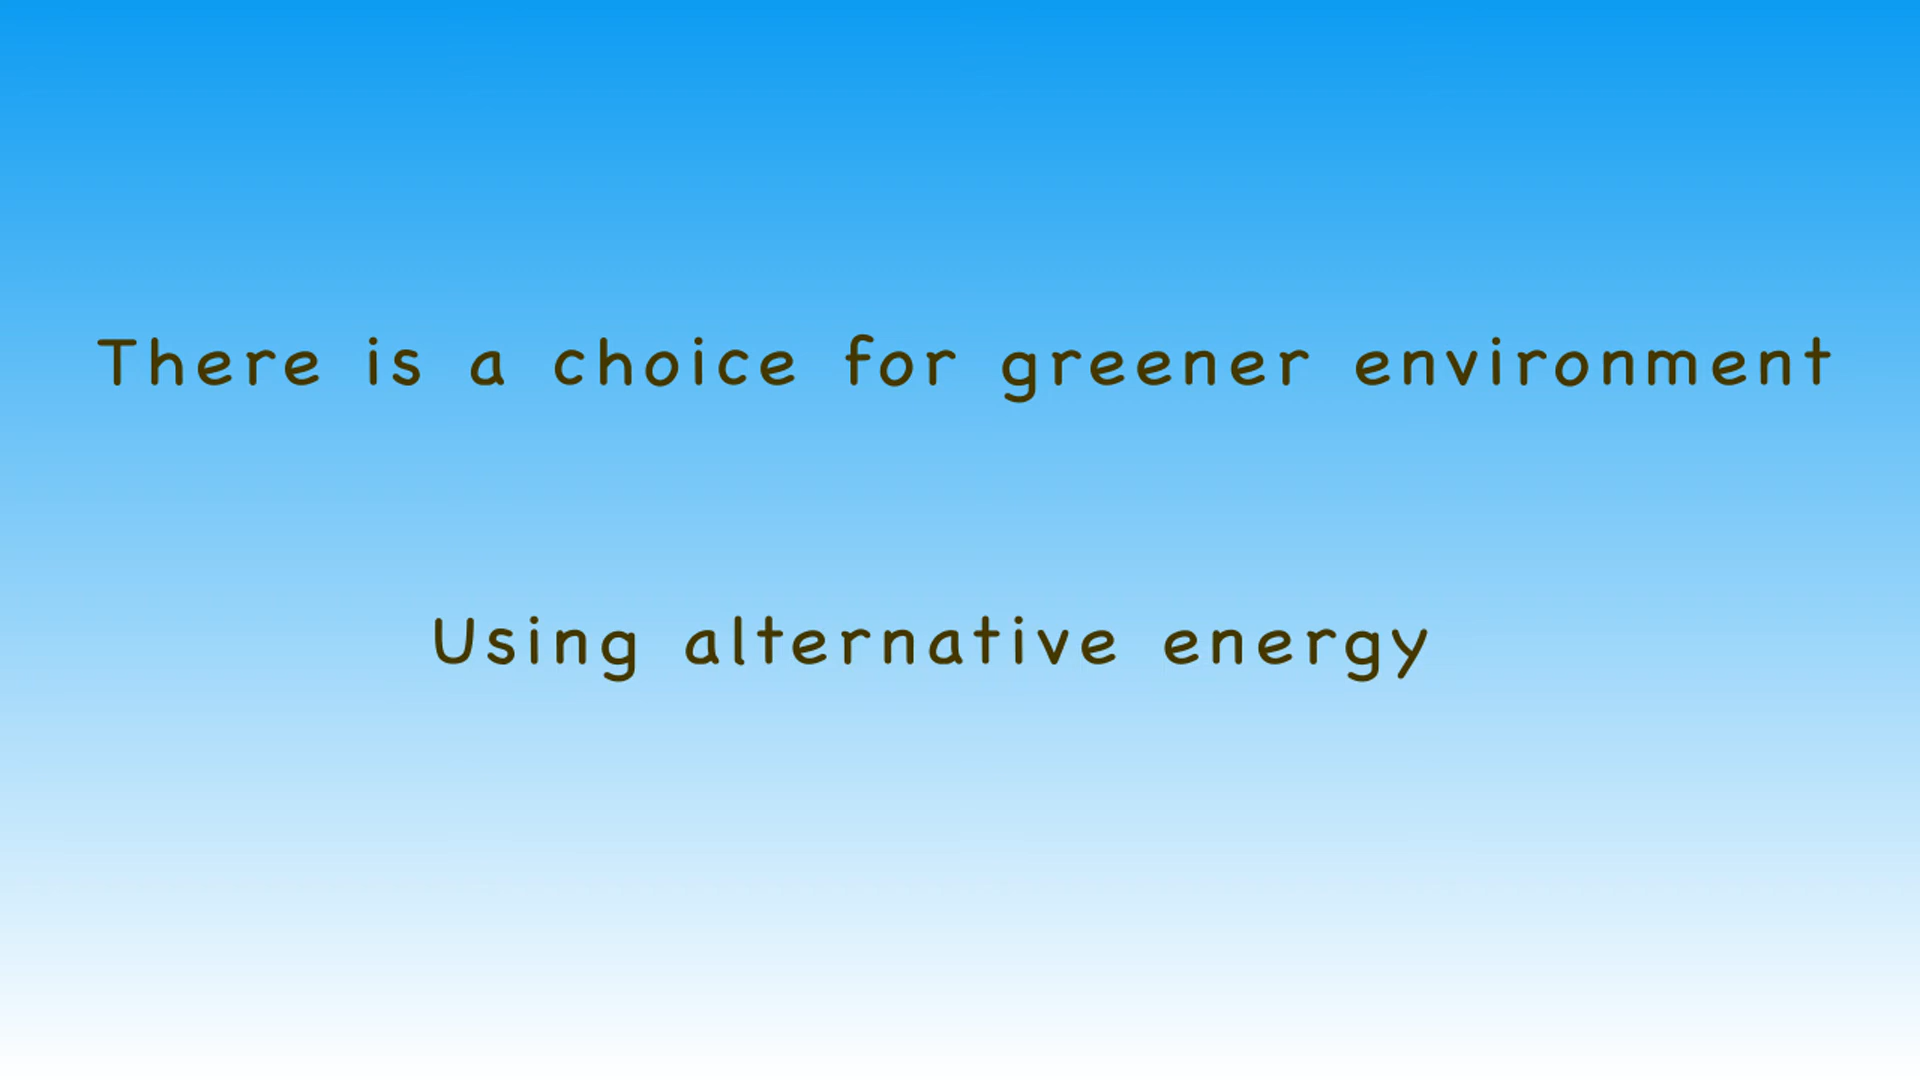 There is a choice for greener environment
Using alternative energy